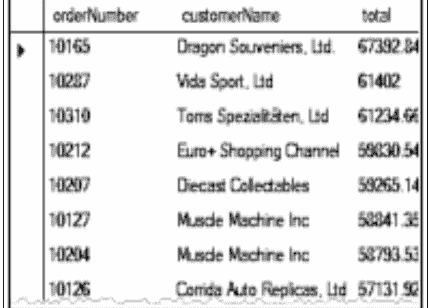 orderNumber customerName total
10165 Dragon Souveniers, Ltd. 67392.84
10287 Vida Sport, Ltd 61402
10310 Toms Spezialitäten, Ltd 61234.66
10212 Euro+ Shopping Channel 59830.54
10207 Diecast Collectables 59265.14
10127 Muscle Machine Inc 58841.35
10204 Muscle Machine Inc 58793.53
10126 Corrida Auto Replicas, Ltd 57131.92